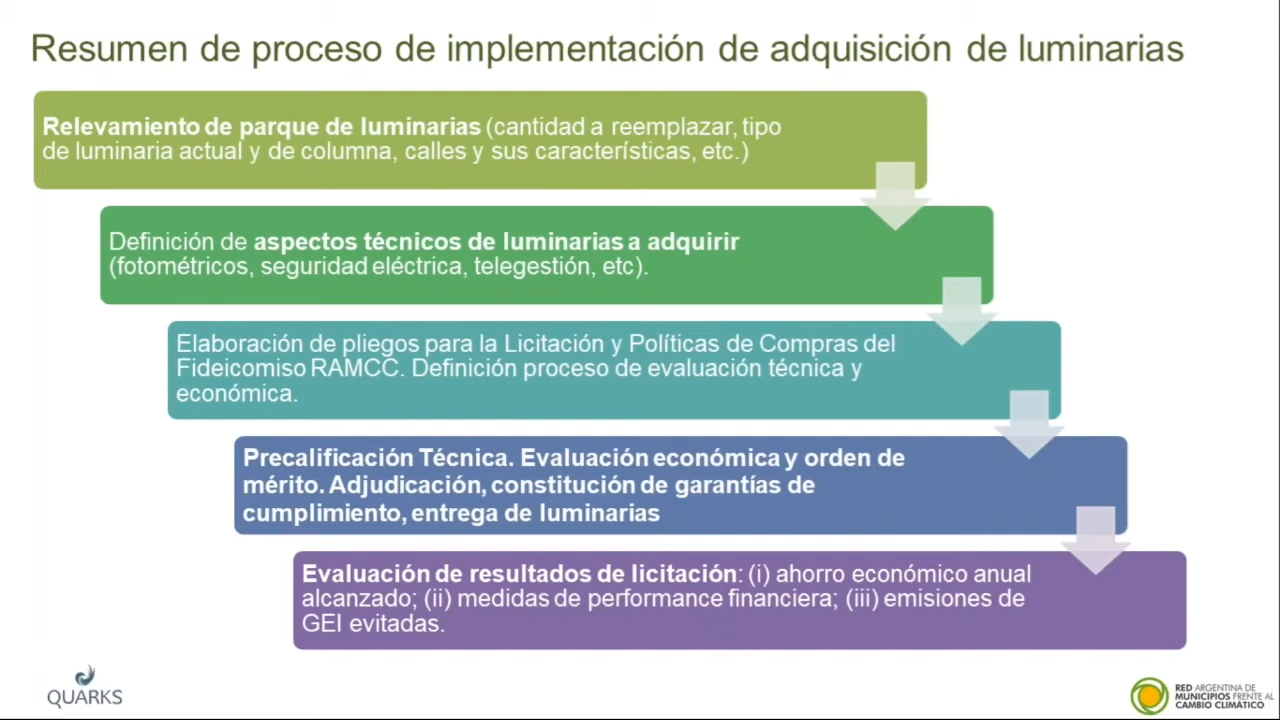 Resumen de proceso de implementación de adquisición de luminarias
Relevamiento de parque de luminarias (cantidad a reemplazar, tipo
de luminaria actual y de columna, calles y sus características, etc.)
Definición de aspectos técnicos de luminarias a adquirir
(fotométricos, seguridad eléctrica, telegestión, etc).
Elaboración de pliegos para la Licitación y Políticas de Compras del
Fideicomiso RAMCC. Definición proceso de evaluación técnica y
económica.
Precalificación Técnica. Evaluación económica y orden de
mérito. Adjudicación, constitución de garantías de
cumplimiento, entrega de luminarias
Evaluación de resultados de licitación: (i) ahorro económico anual
alcanzado; (ii) medidas de performance financiera; (iii) emisiones de
GEI evitadas.
QUARKS
RED ARGENTINA DE
MUNICIPIOS FRENTE AL
CAMBIO CLIMÁTICO